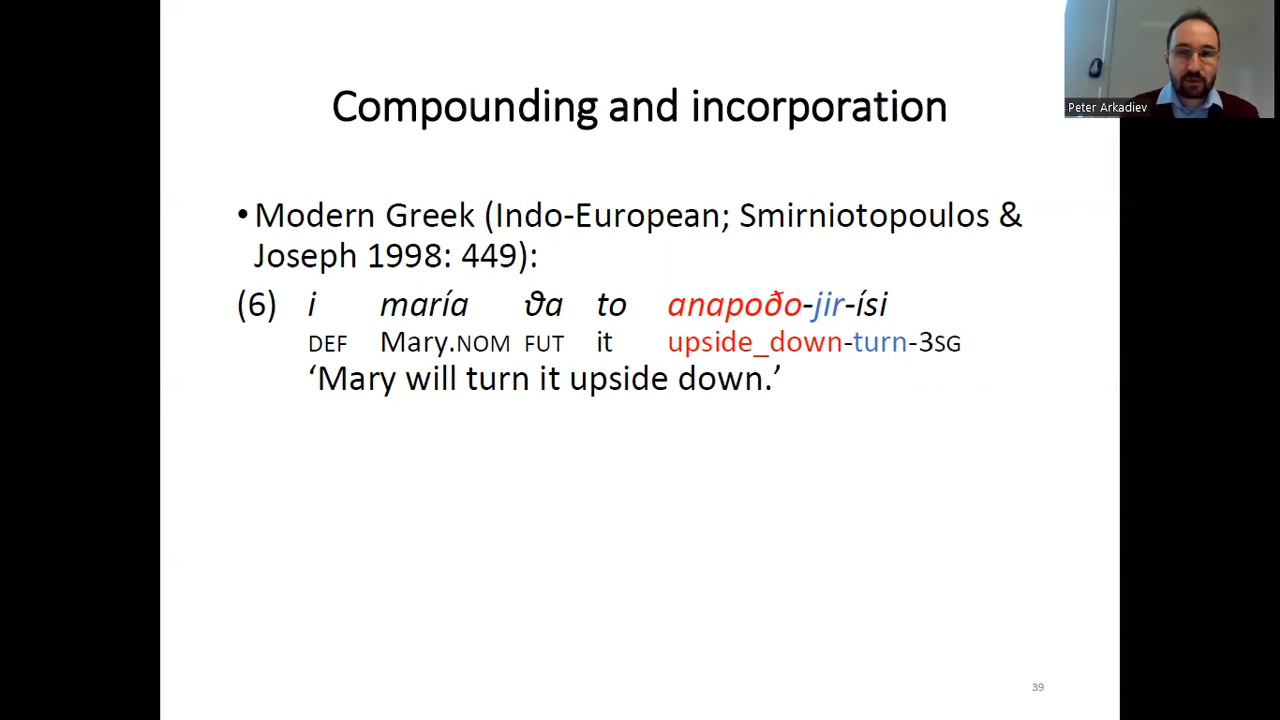 Compounding and incorporation
Peter Arkadiev
• Modern Greek (Indo-European; Smirniotopoulos &
Joseph 1998: 449):
(6) i maría ϑa to anapoðo-jir-ísi
DEF Mary.NOM FUT it upside_down-turn-3SG
‘Mary will turn it upside down.’
39